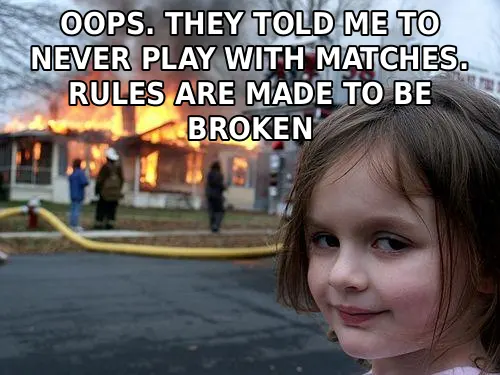 OOPS. THEY TOLD ME TO
NEVER PLAY WITH MATCHES.
RULES ARE MADE TO BE
BROKEN